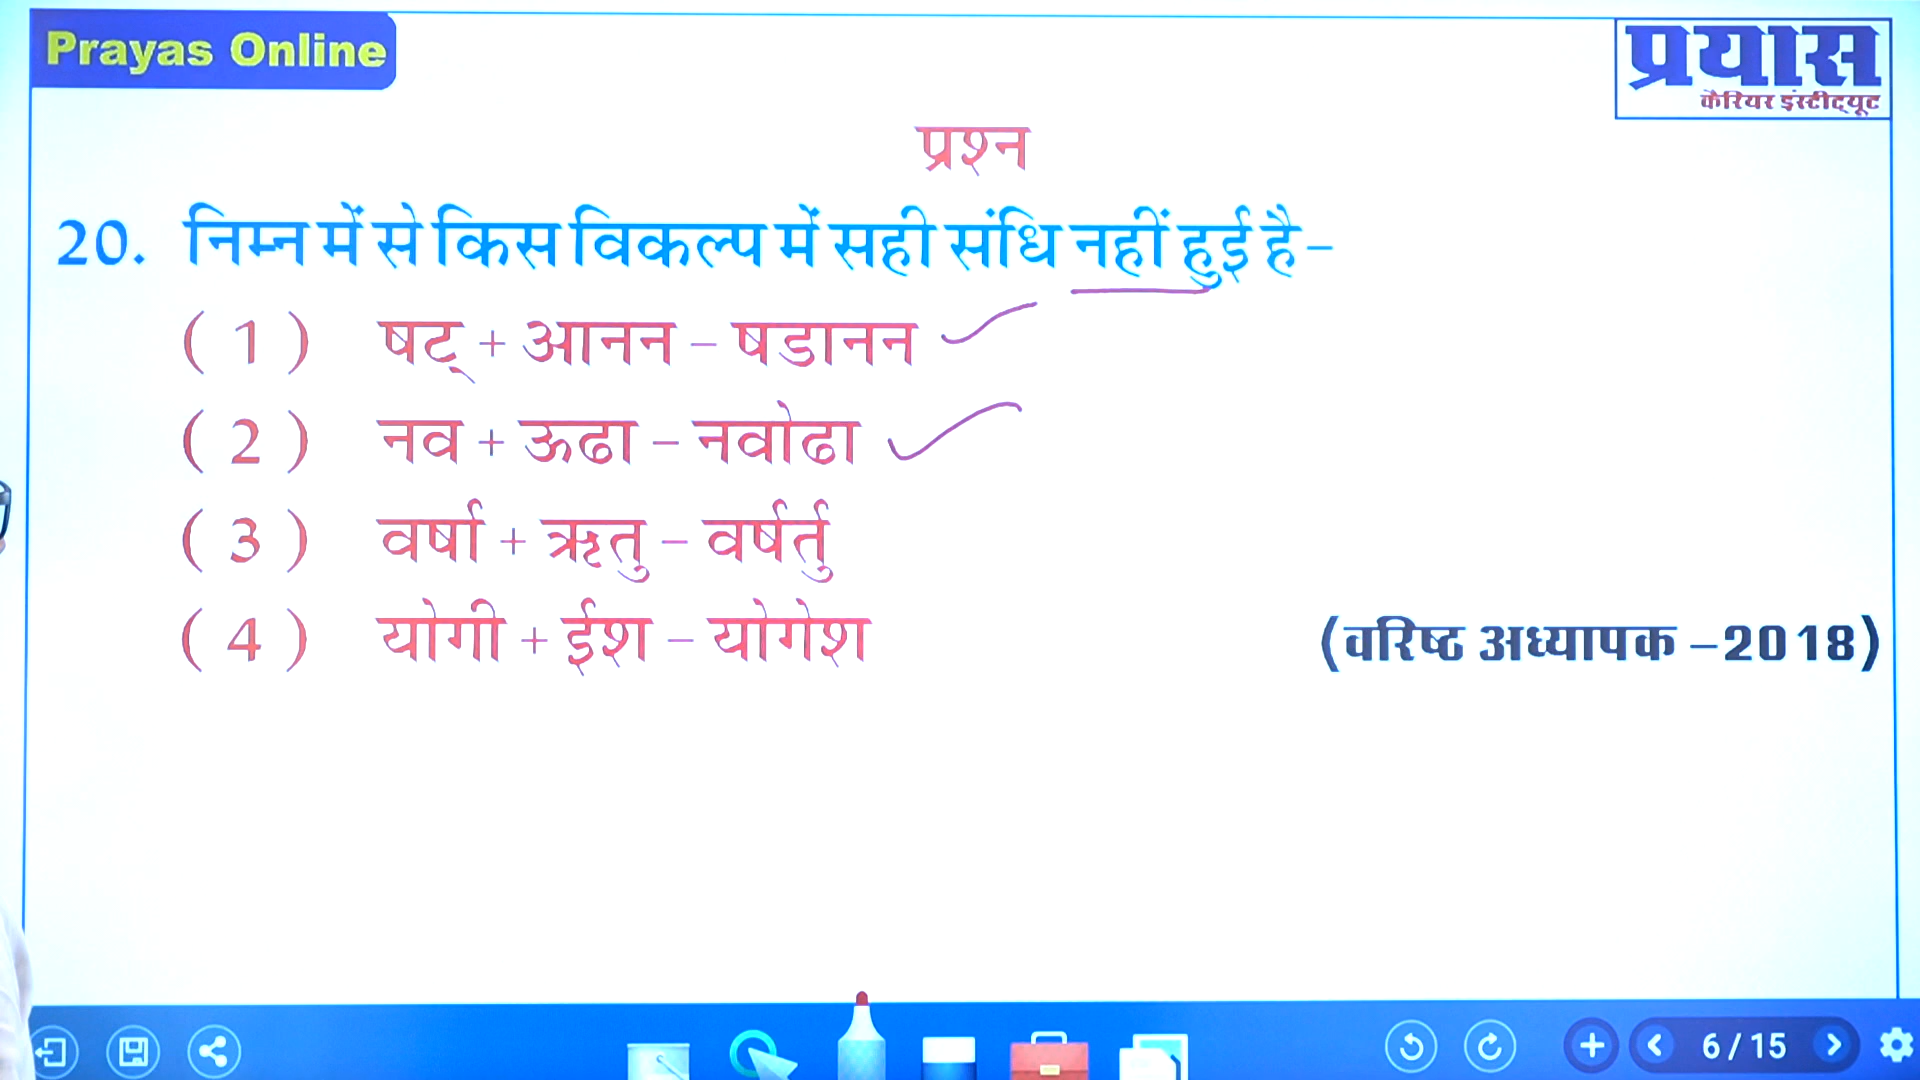 Prayas Online
प्रयास
कैरियर इंस्टीट्यूट
प्रश्न
20. निम्न में से किस विकल्प में सही संधि नहीं हुई है–
( 1 ) षट् + आनन – षडानन
( 2 ) नव + ऊढा – नवोढा
( 3 ) वर्षा + ऋतु – वर्षर्तु
( 4 ) योगी + ईश – योगेश
(वरिष्ठ अध्यापक –2018)
6 / 15